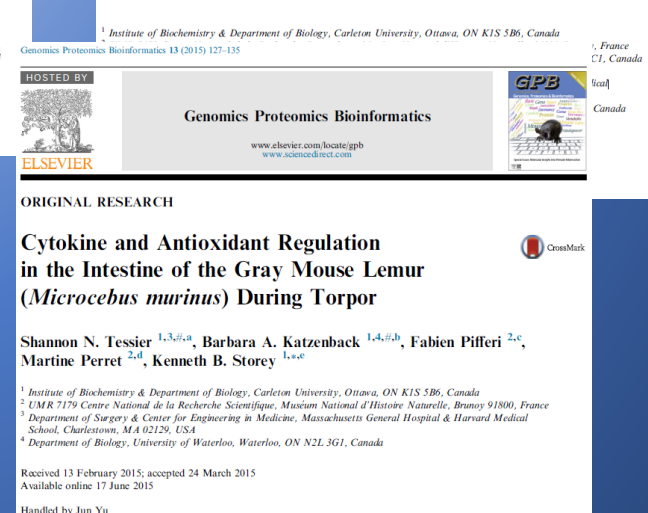 ¹ Institute of Biochemistry & Department of Biology, Carleton University, Ottawa, ON K1S 5B6, Canada
Genomics Proteomics Bioinformatics 13 (2015) 127–135
, France
C1, Canada
lical
Canada
HOSTED BY
ELSEVIER
Genomics Proteomics Bioinformatics
www.elsevier.com/locate/gpb
www.sciencedirect.com
GPB
ORIGINAL RESEARCH
Cytokine and Antioxidant Regulation
in the Intestine of the Gray Mouse Lemur
(Microcebus murinus) During Torpor
CrossMark
Shannon N. Tessier 1,3,#,a, Barbara A. Katzenback 1,4,#,b, Fabien Pifferi 2,c,
Martine Perret 2,d, Kenneth B. Storey 1,*,e
¹ Institute of Biochemistry & Department of Biology, Carleton University, Ottawa, ON K1S 5B6, Canada
² UMR 7179 Centre National de la Recherche Scientifique, Muséum National d'Histoire Naturelle, Brunoy 91800, France
³ Department of Surgery & Center for Engineering in Medicine, Massachusetts General Hospital & Harvard Medical
School, Charlestown, MA 02129, USA
⁴ Department of Biology, University of Waterloo, Waterloo, ON N2L 3G1, Canada
Received 13 February 2015; accepted 24 March 2015
Available online 17 June 2015
Handled by Jun Yu